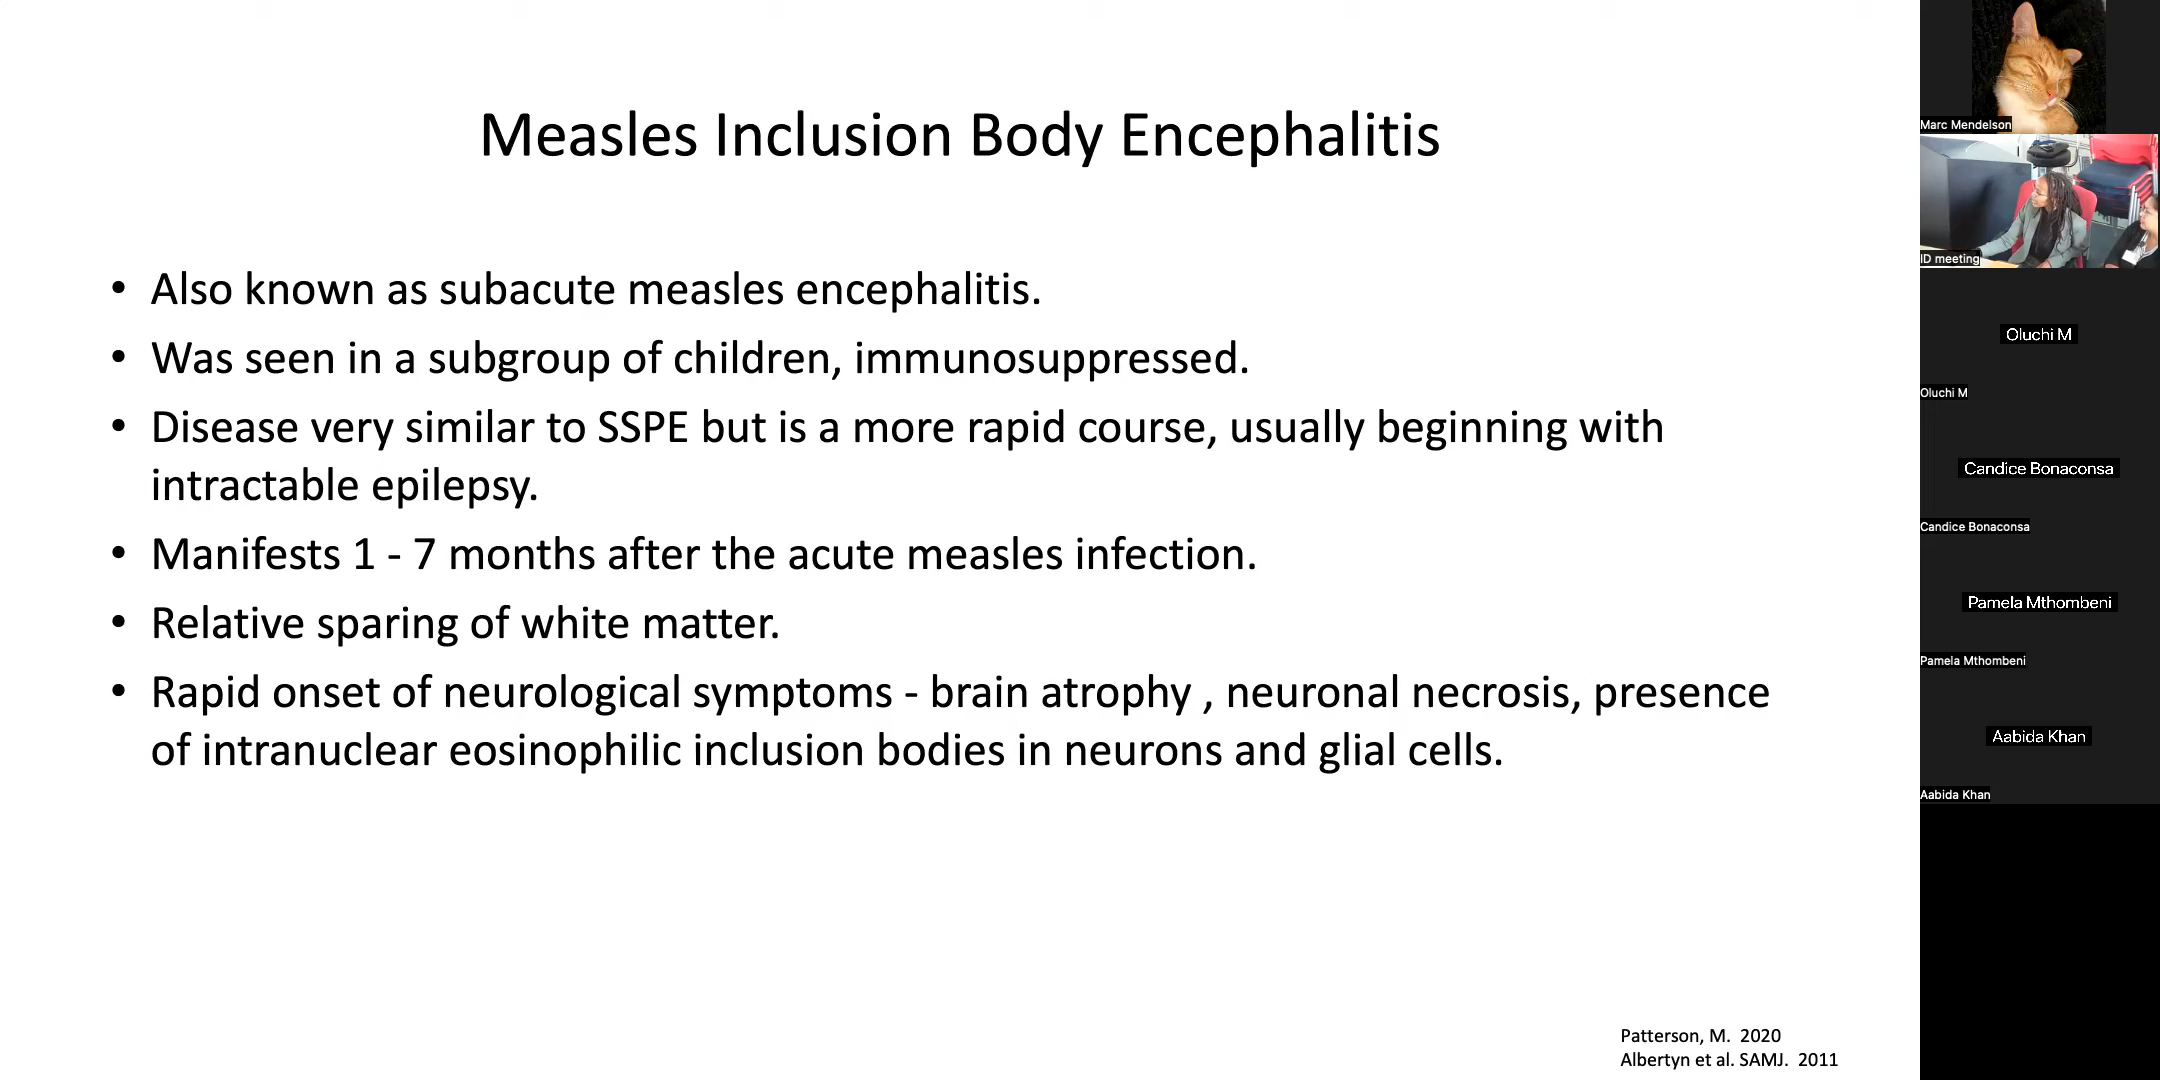 Measles Inclusion Body Encephalitis
• Also known as subacute measles encephalitis.
• Was seen in a subgroup of children, immunosuppressed.
• Disease very similar to SSPE but is a more rapid course, usually beginning with
intractable epilepsy.
• Manifests 1 - 7 months after the acute measles infection.
• Relative sparing of white matter.
• Rapid onset of neurological symptoms - brain atrophy , neuronal necrosis, presence
of intranuclear eosinophilic inclusion bodies in neurons and glial cells.
Patterson, M. 2020
Albertyn et al. SAMJ. 2011
Marc Mendelson
ID meeting
Oluchi M
Oluchi M
Candice Bonaconsa
Candice Bonaconsa
Pamela Mthombeni
Pamela Mthombeni
Aabida Khan
Aabida Khan